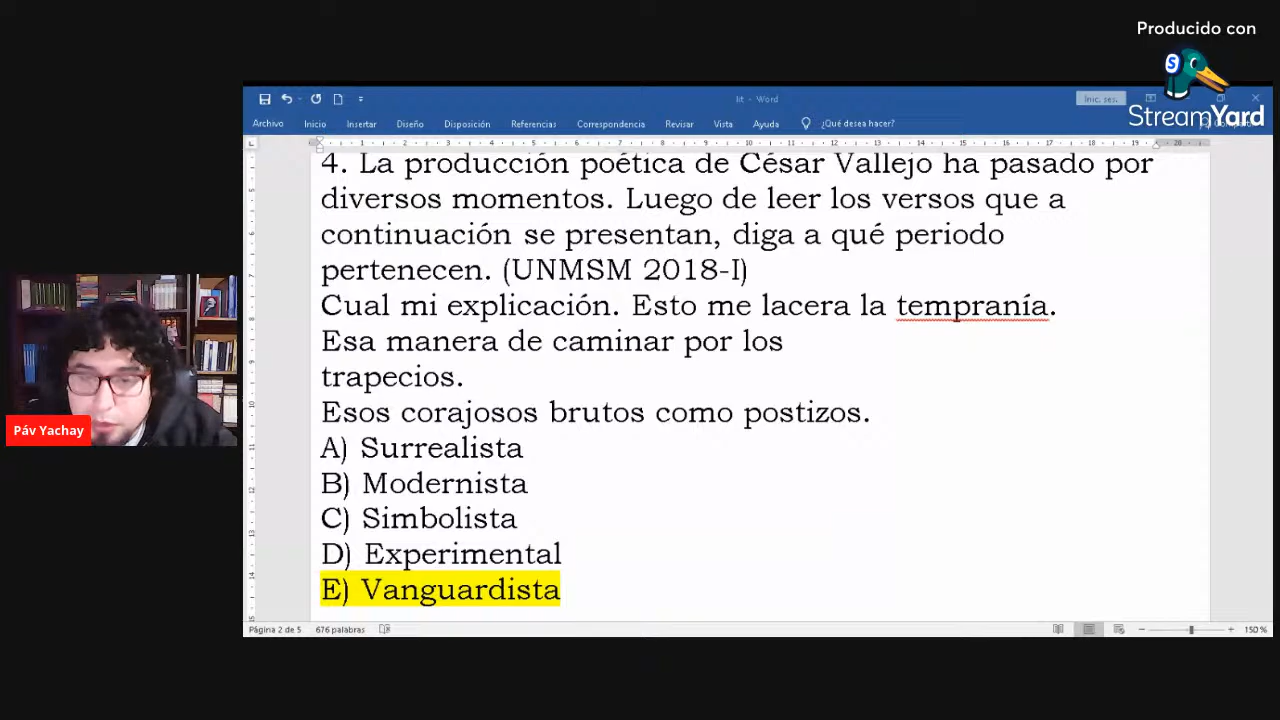 Producido con
StreamYard
lit - Word
Inic. ses.
Archivo Inicio Insertar Diseño Disposición Referencias Correspondencia Revisar Vista Ayuda ¿Qué desea hacer?
4. La producción poética de César Vallejo ha pasado por
diversos momentos. Luego de leer los versos que a
continuación se presentan, diga a qué periodo
pertenecen. (UNMSM 2018-I)
Cual mi explicación. Esto me lacera la tempranía.
Esa manera de caminar por los
trapecios.
Esos corajosos brutos como postizos.
A) Surrealista
B) Modernista
C) Simbolista
D) Experimental
E) Vanguardista
Páv Yachay
Página 2 de 5 676 palabras 150 %